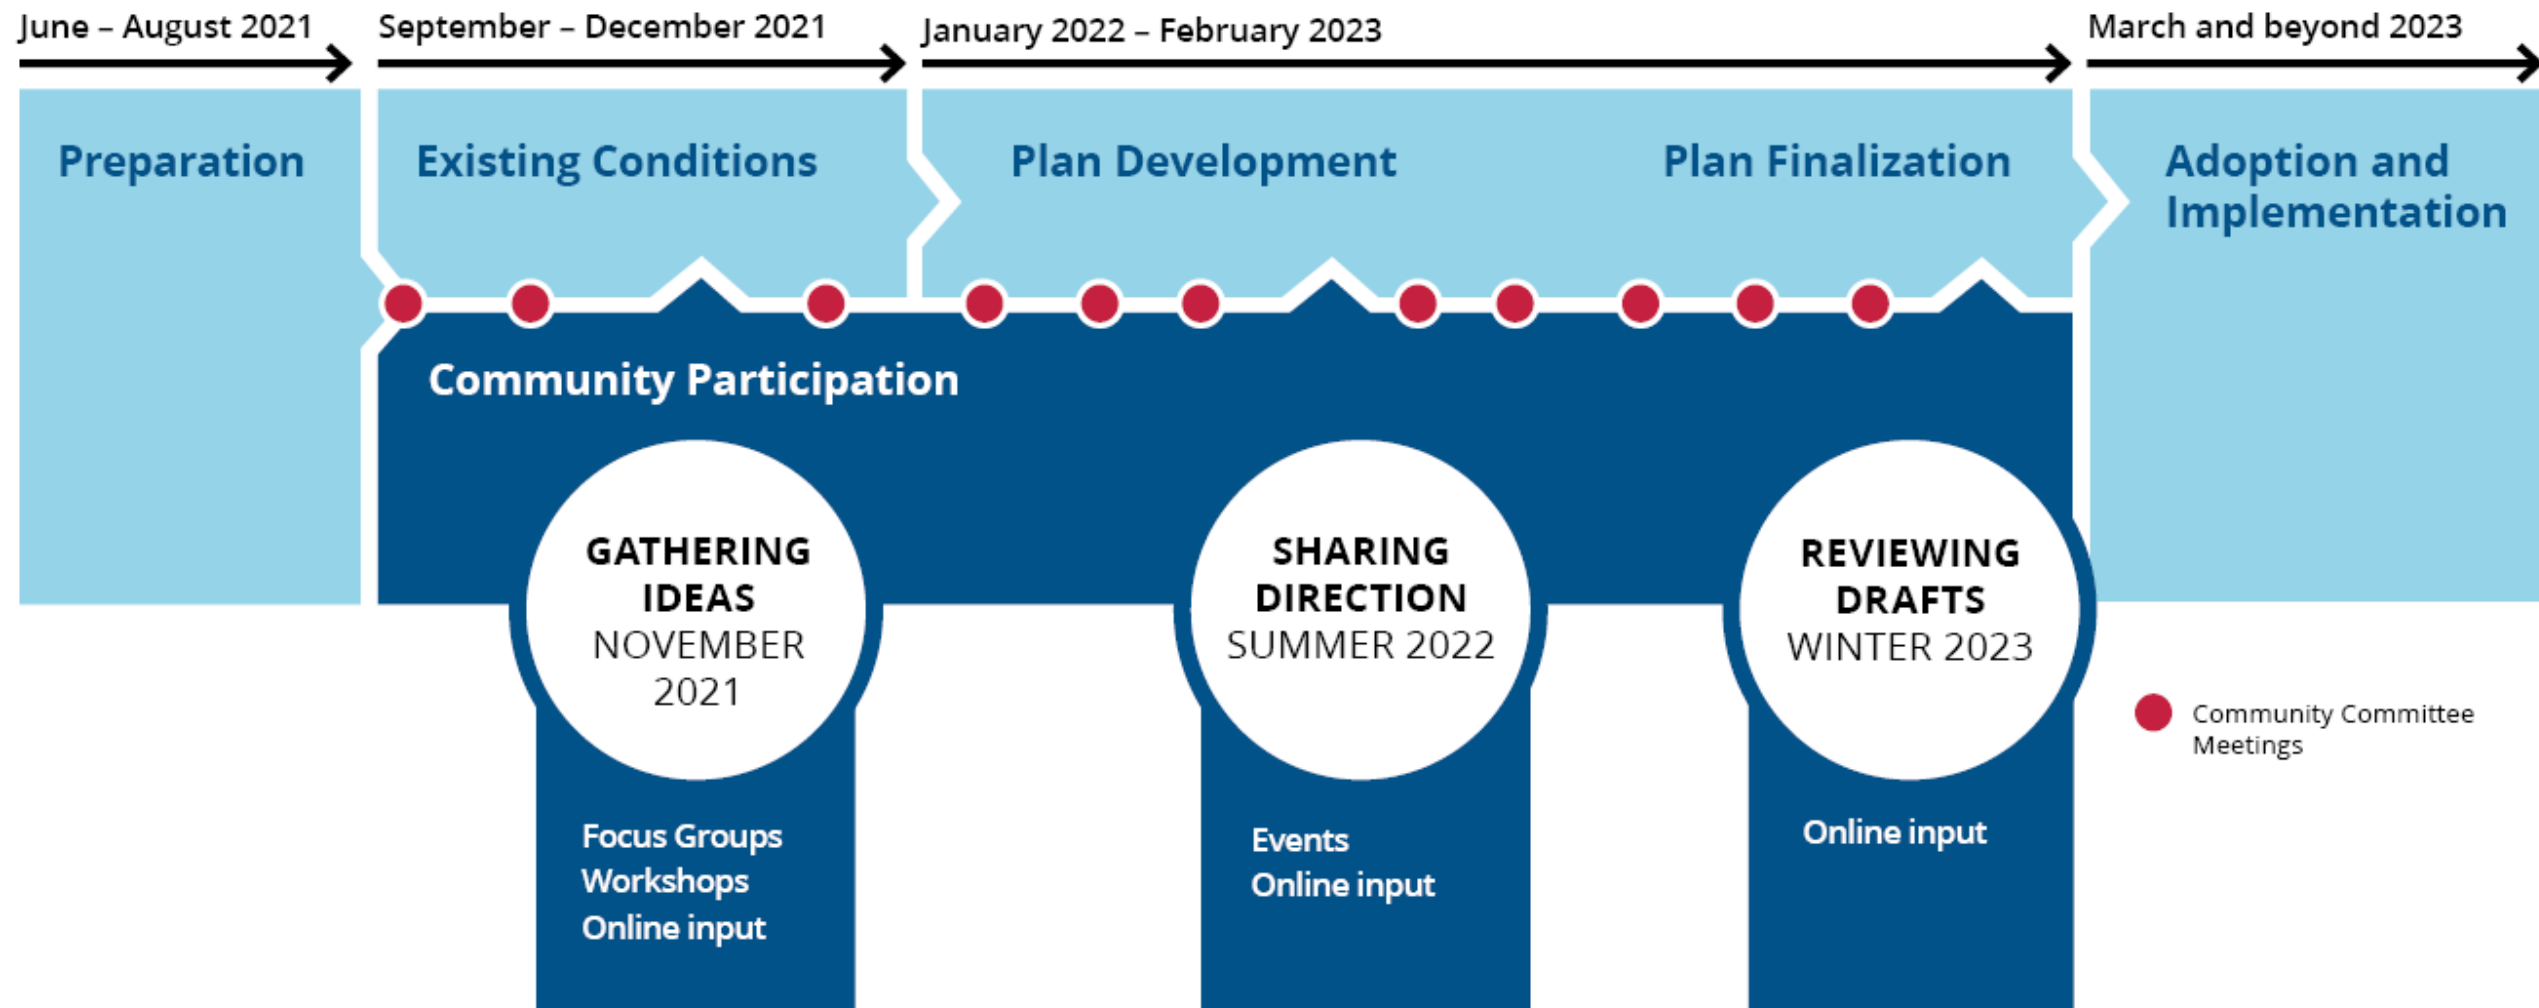 June – August 2021
September – December 2021
January 2022 – February 2023
March and beyond 2023
Preparation
Existing Conditions
Plan Development
Plan Finalization
Adoption and
Implementation
Community Participation
GATHERING
IDEAS
NOVEMBER
2021
SHARING
DIRECTION
SUMMER 2022
REVIEWING
DRAFTS
WINTER 2023
Community Committee
Meetings
Focus Groups
Workshops
Online input
Events
Online input
Online input